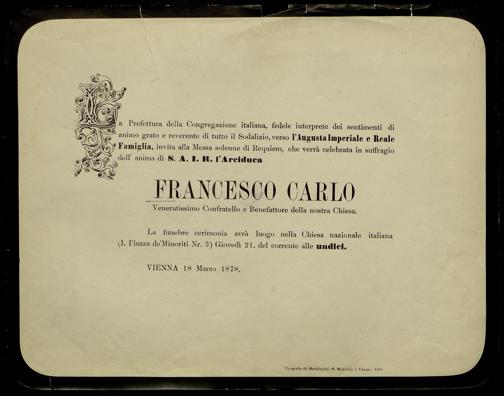 La Prefettura della Congregazione italiana, fedele interprete dei sentimenti di
animo grato e reverente di tutto il Sodalizio, verso l'Augusta Imperiale e Reale
Famiglia, invita alla Messa solenne di Requiem, che verrà celebrata in suffragio
dell' anima di S. A. I. R. l'Arciduca
FRANCESCO CARLO
Veneratissimo Confratello e Benefattore della nostra Chiesa.
La funebre cerimonia avrà luogo nella Chiesa nazionale italiana
(I. Piazza de'Minoriti Nr. 3) Giovedì 21. del corrente alle undici.
VIENNA 18 Marzo 1878.
Tipografia dei Mechitaristi